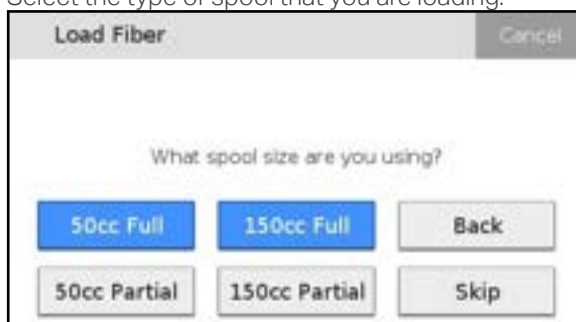 Select the type of spool that you are loading.
Load Fiber Cancel
What spool size are you using?
50cc Full 150cc Full Back
50cc Partial 150cc Partial Skip